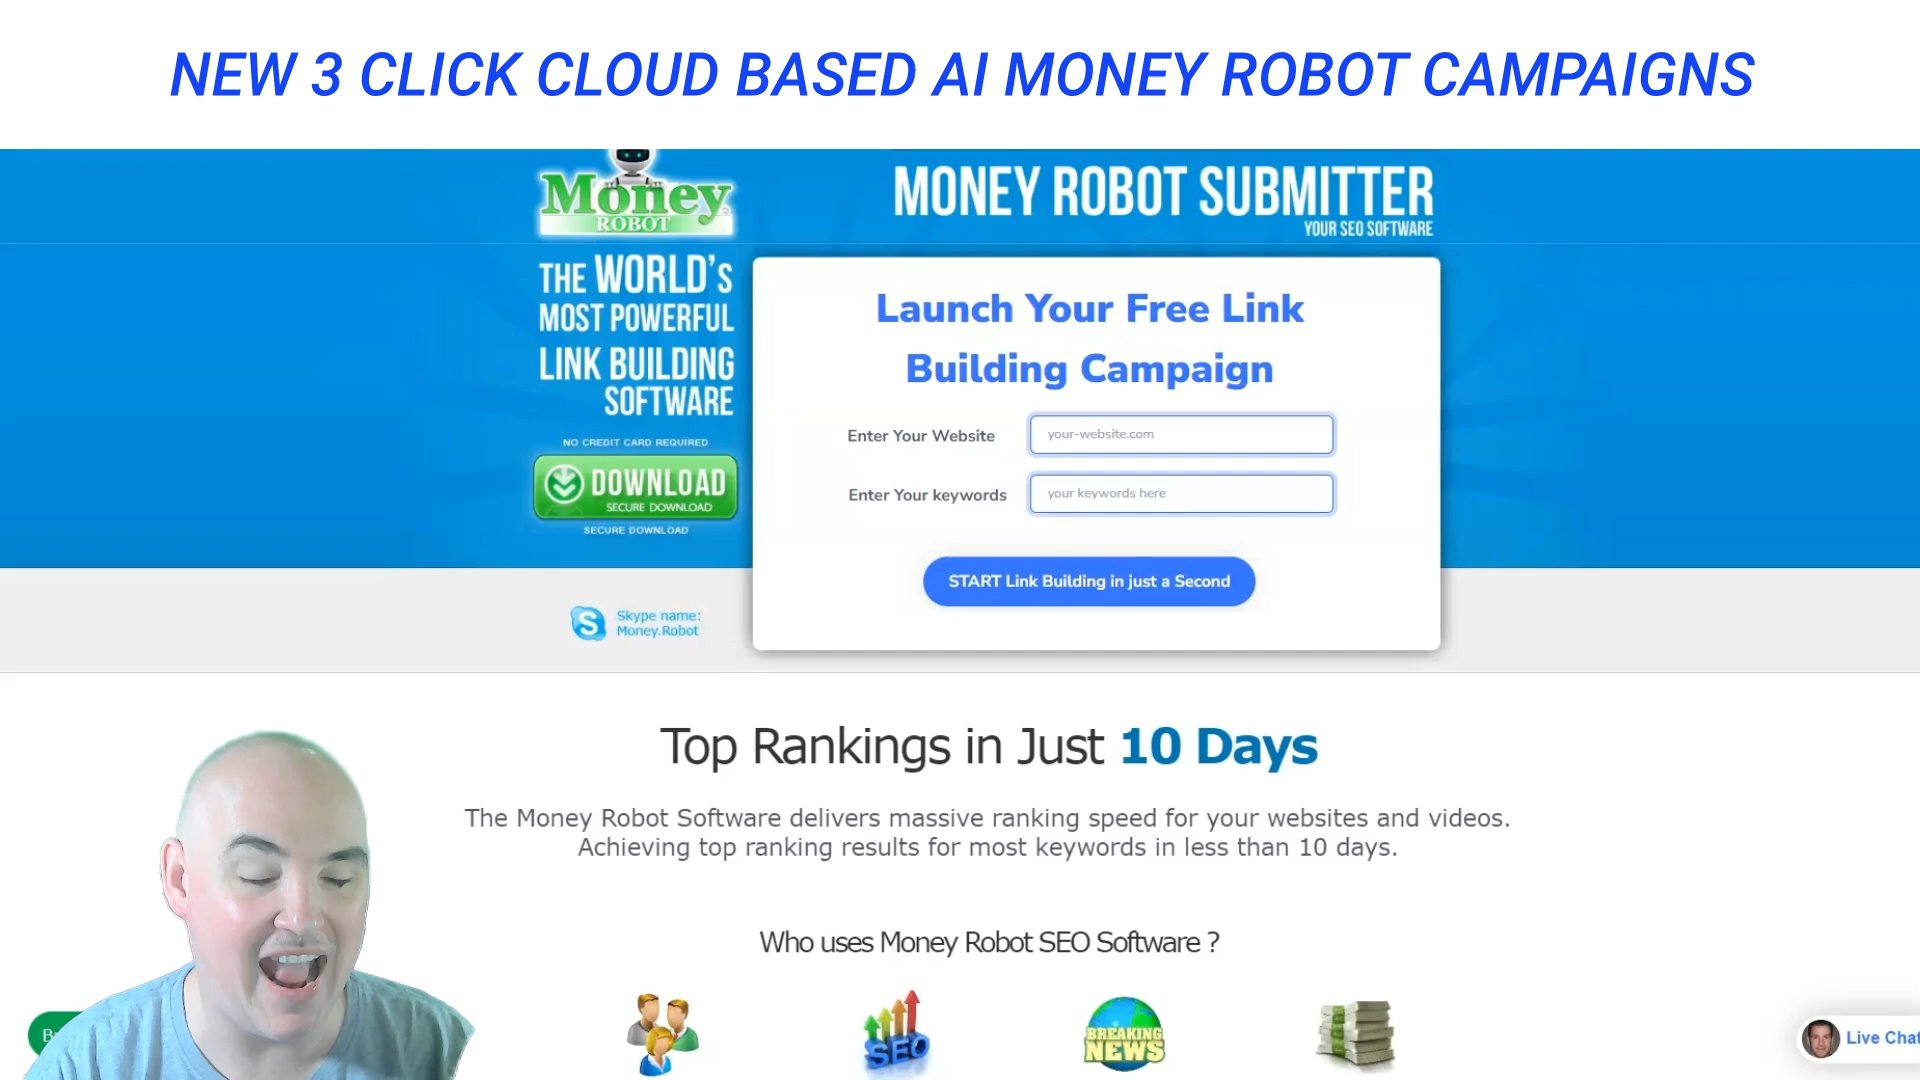 NEW 3 CLICK CLOUD BASED AI MONEY ROBOT CAMPAIGNS
Money
ROBOT
MONEY ROBOT SUBMITTER
YOUR SEO SOFTWARE
THE WORLD'S
MOST POWERFUL
LINK BUILDING
SOFTWARE
NO CREDIT CARD REQUIRED
DOWNLOAD
SECURE DOWNLOAD
SECURE DOWNLOAD
Skype name:
Money.Robot
Launch Your Free Link
Building Campaign
Enter Your Website
your-website.com
Enter Your keywords
your keywords here
START Link Building in just a Second
Top Rankings in Just 10 Days
The Money Robot Software delivers massive ranking speed for your websites and videos.
Achieving top ranking results for most keywords in less than 10 days.
Who uses Money Robot SEO Software ?
SEO
BREAKING
NEWS
Live Chat